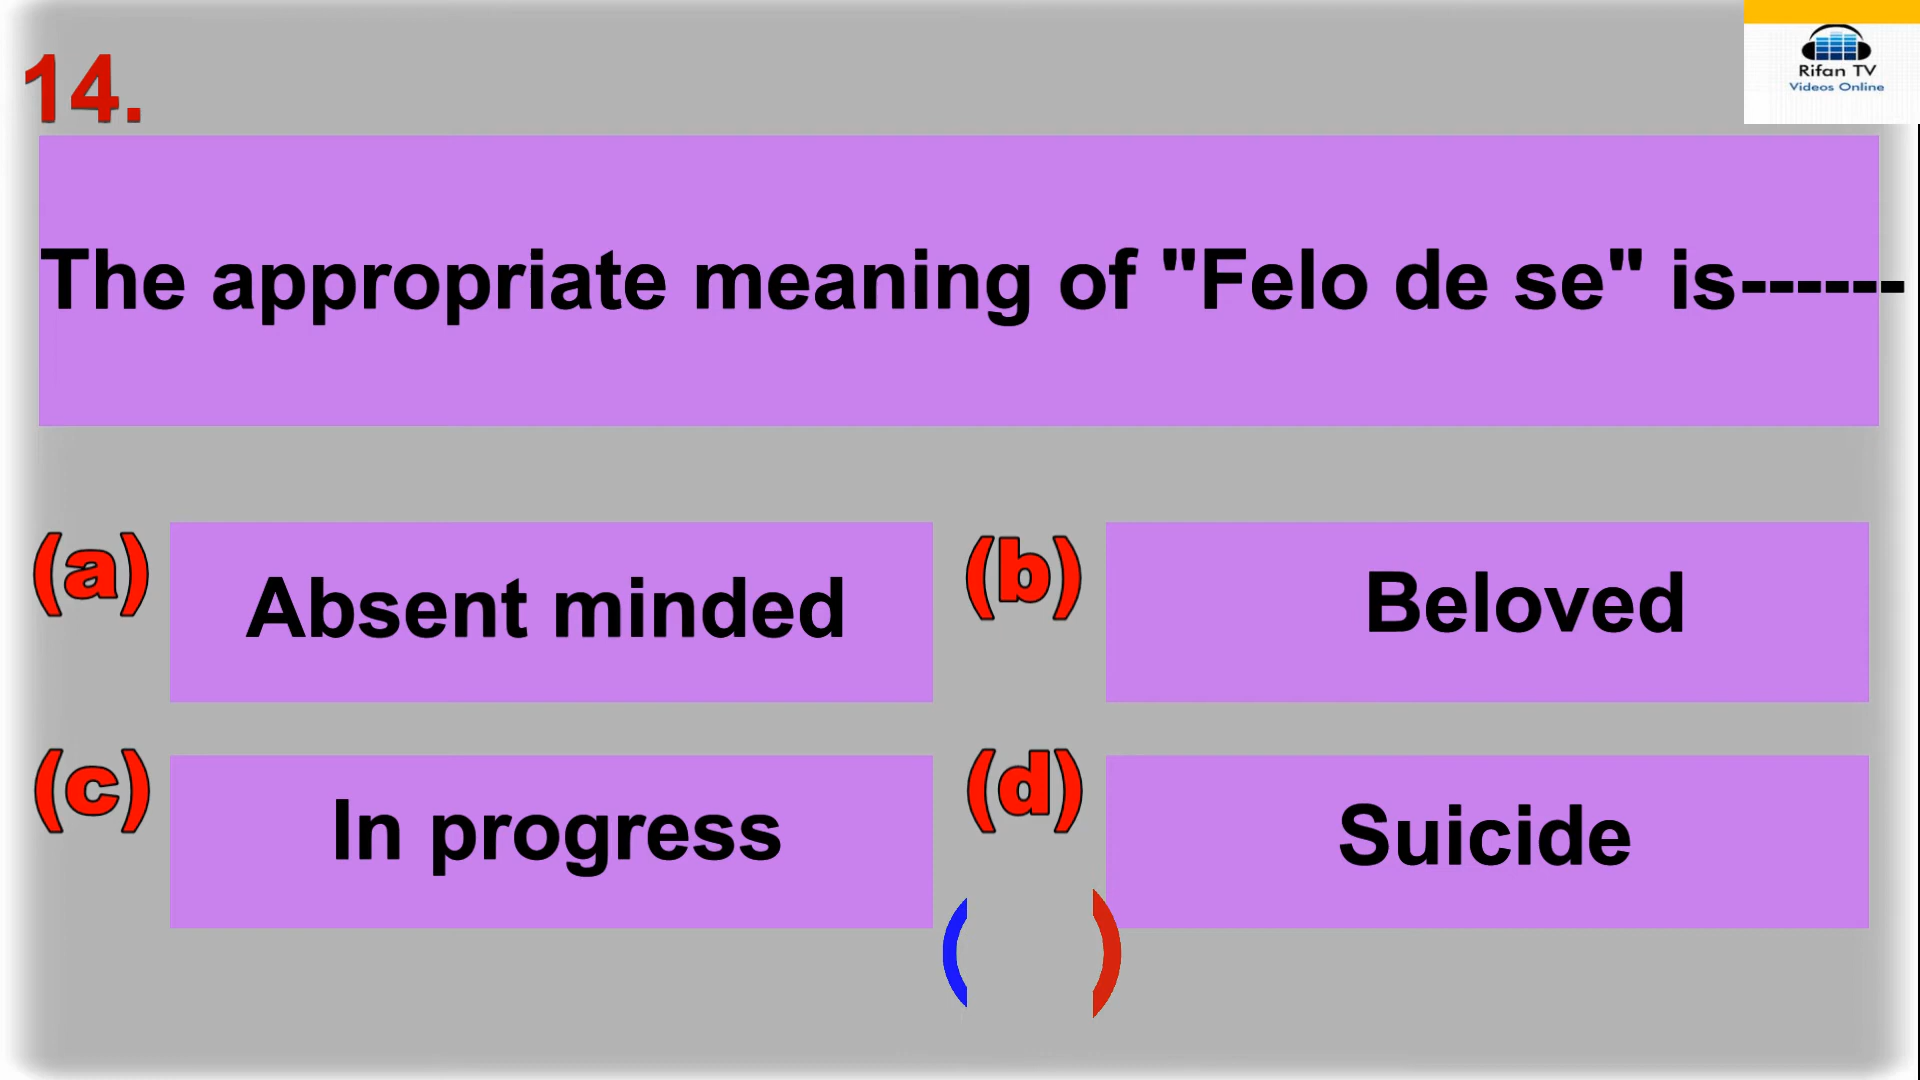 14.
Rifan TV
Videos Online
The appropriate meaning of "Felo de se" is------
(a) Absent minded
(b) Beloved
(c) In progress
(d) Suicide
( )